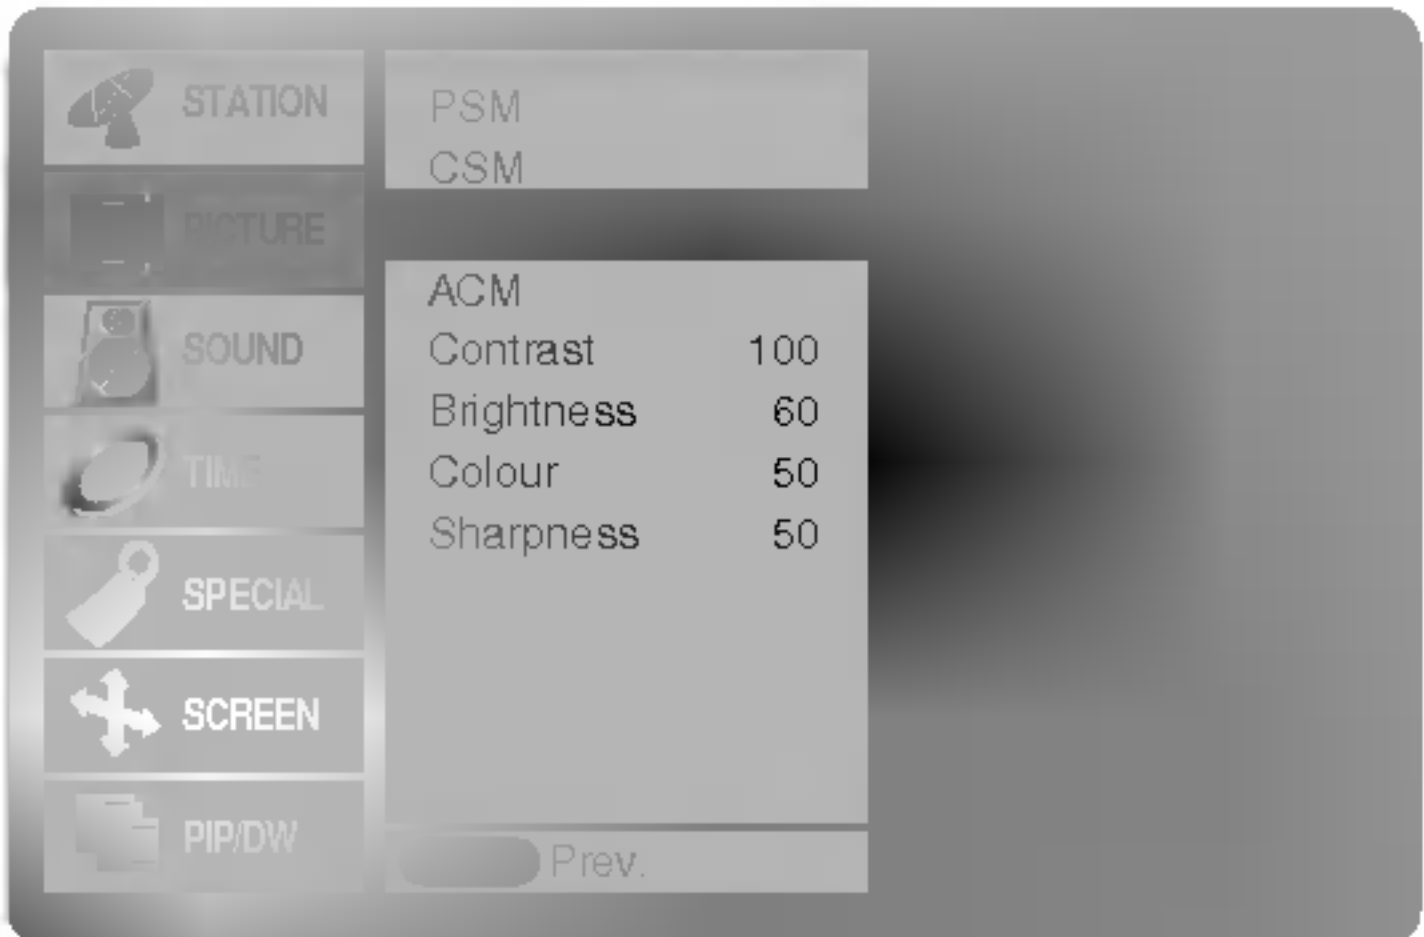 STATION
PICTURE
SOUND
TIME
SPECIAL
SCREEN
PIP/DW
PSM
CSM
ACM
Contrast 100
Brightness 60
Colour 50
Sharpness 50
Prev.